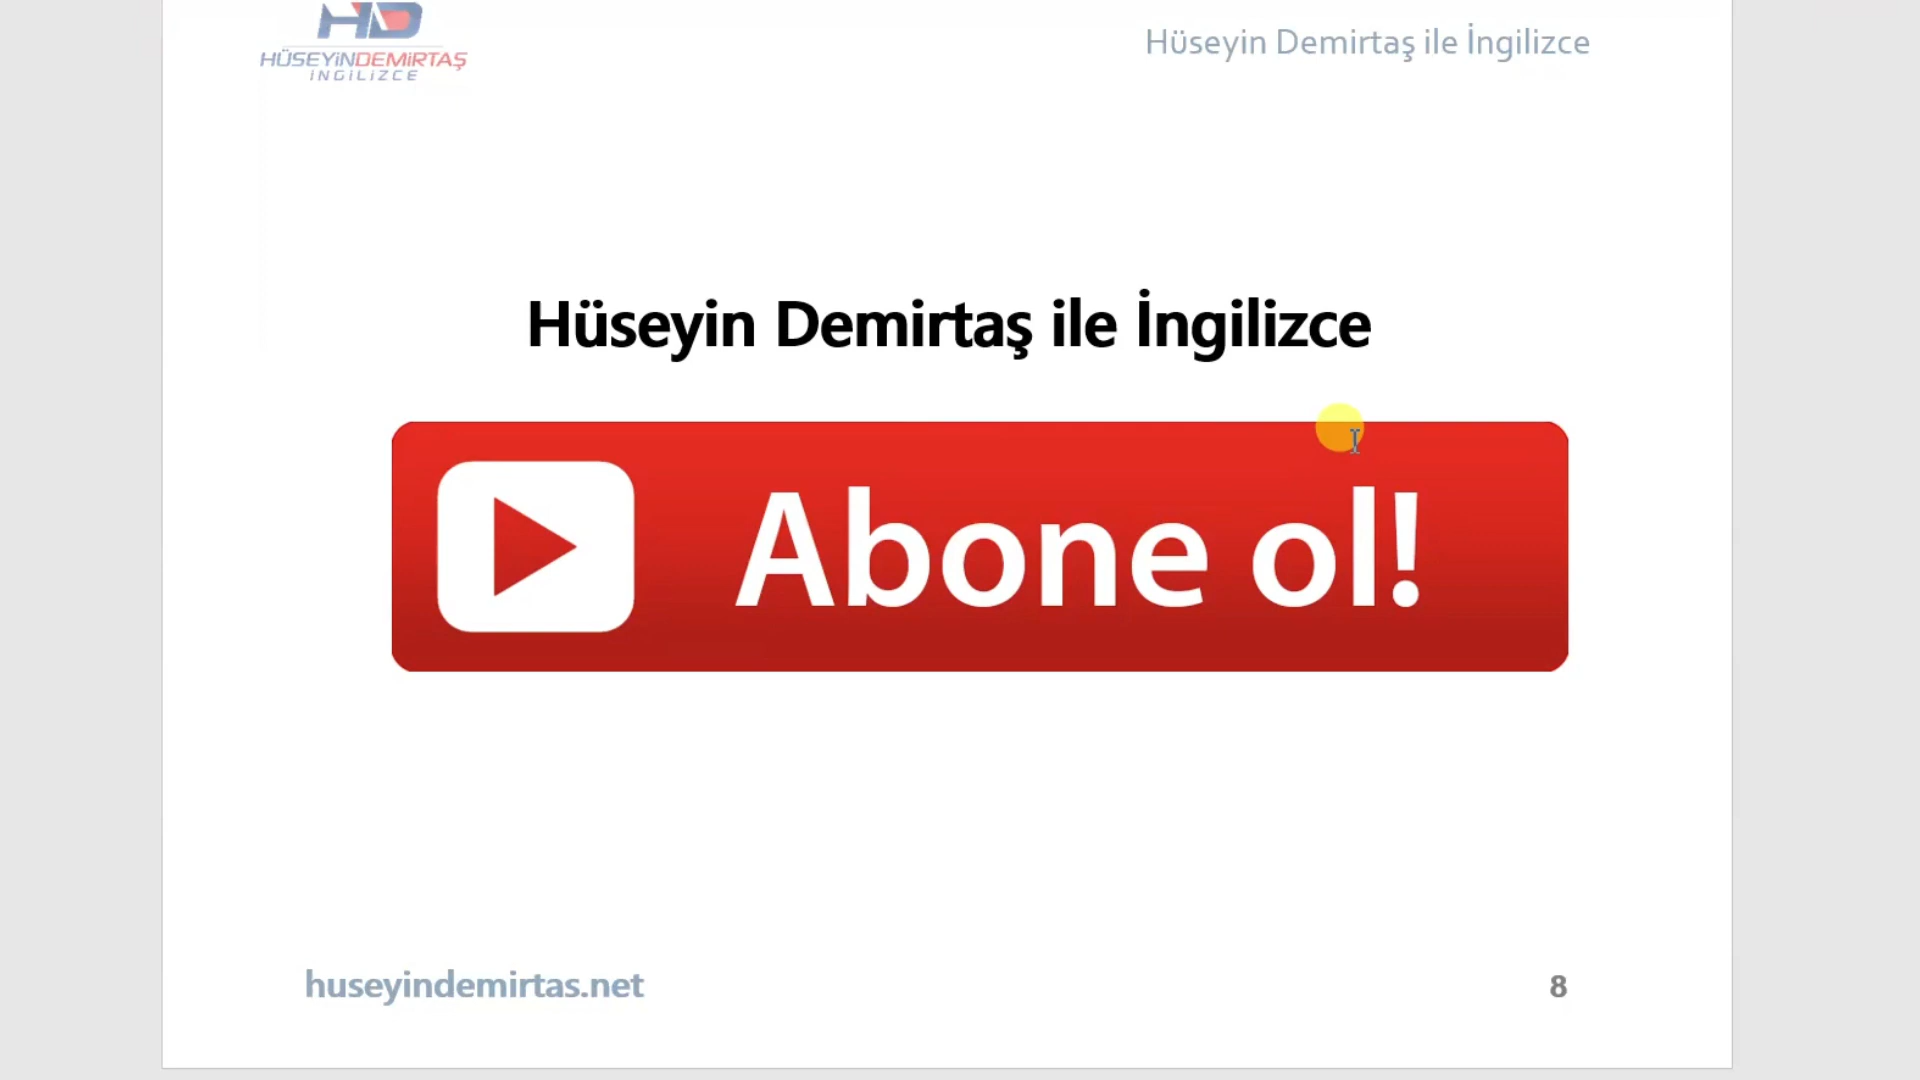 HD
HÜSEYİNDEMİRTAŞ
İNGİLİZCE
Hüseyin Demirtaş ile İngilizce
Hüseyin Demirtaş ile İngilizce
Abone ol!
huseyindemirtas.net
8